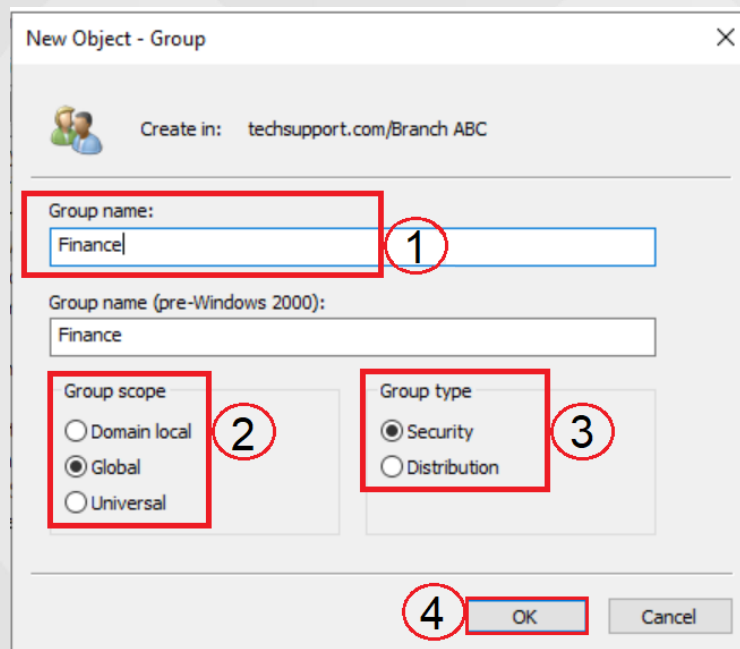 New Object - Group
Create in: techsupport.com/Branch ABC
Group name:
Finance
1
Group name (pre-Windows 2000):
Finance
Group scope
Domain local
Global
Universal
2
Group type
Security
Distribution
3
4
OK
Cancel